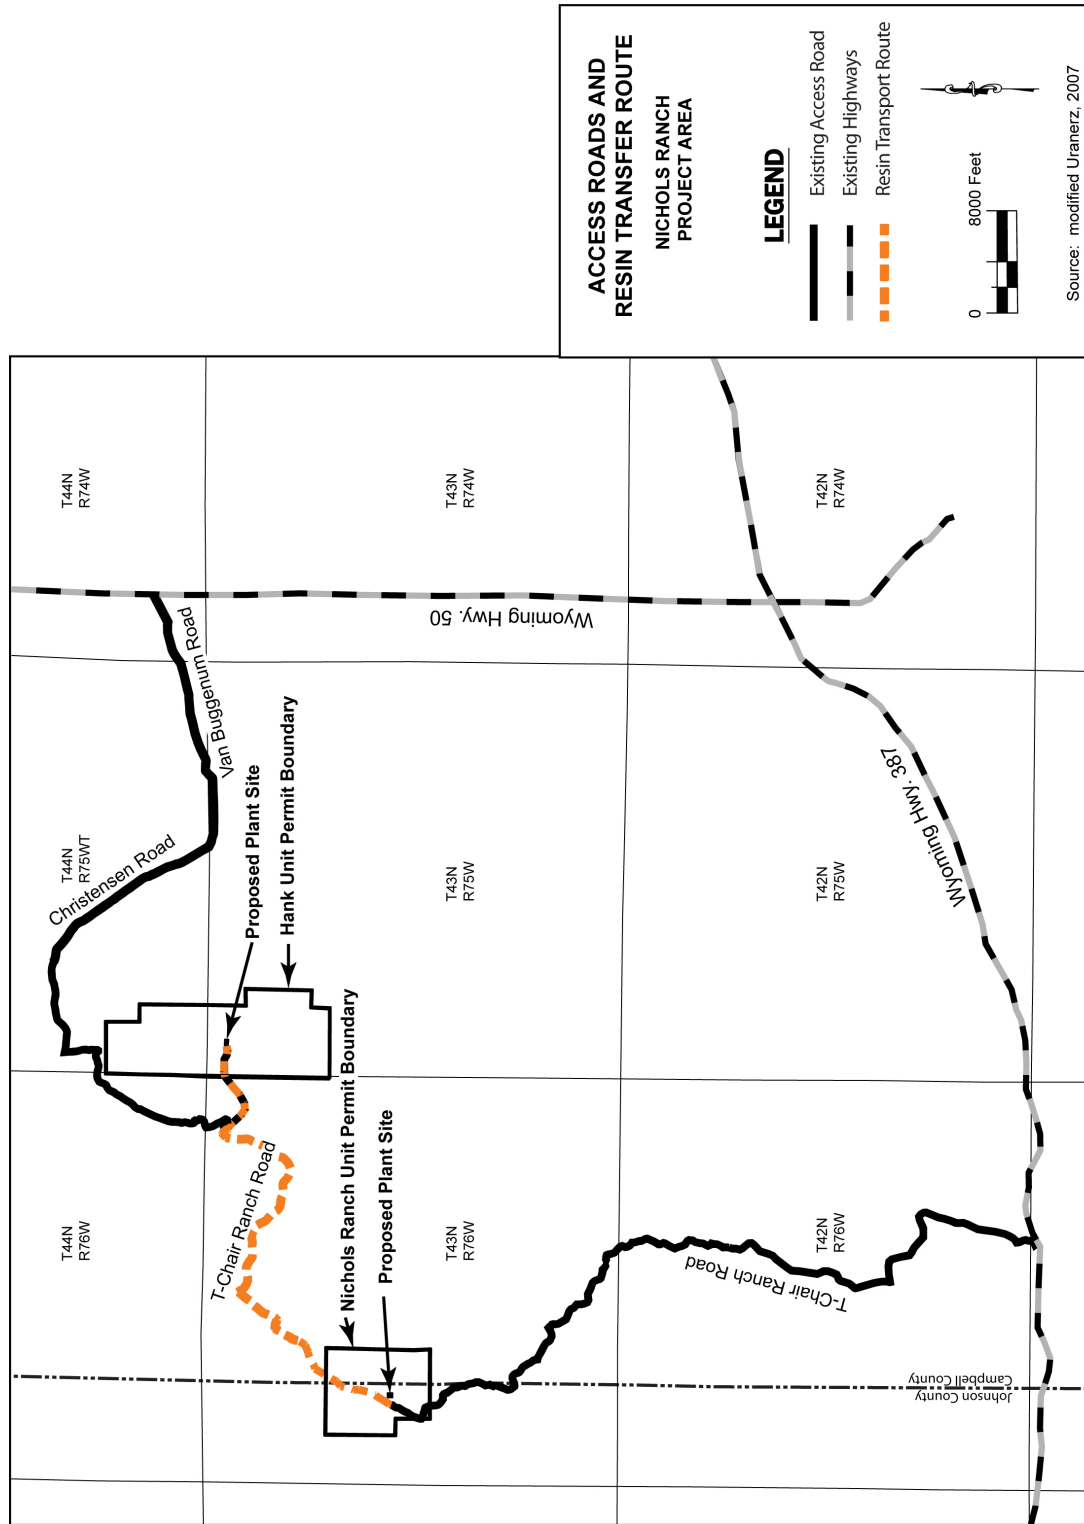 ACCESS ROADS AND
RESIN TRANSFER ROUTE
NICHOLS RANCH
PROJECT AREA
LEGEND
Existing Access Road
Existing Highways
Resin Transport Route
0
8000 Feet
Source: modified Uranerz, 2007
T44N
R74W
T43N
R74W
T42N
R74W
Wyoming Hwy. 50
Van Buggenum Road
Christensen Road
T44N
R75WT
T43N
R75W
T42N
R75W
Wyoming Hwy. 387
Proposed Plant Site
Hank Unit Permit Boundary
Nichols Ranch Unit Permit Boundary
Proposed Plant Site
T-Chair Ranch Road
T44N
R76W
T43N
R76W
T42N
R76W
T-Chair Ranch Road
Campbell County
Johnson County